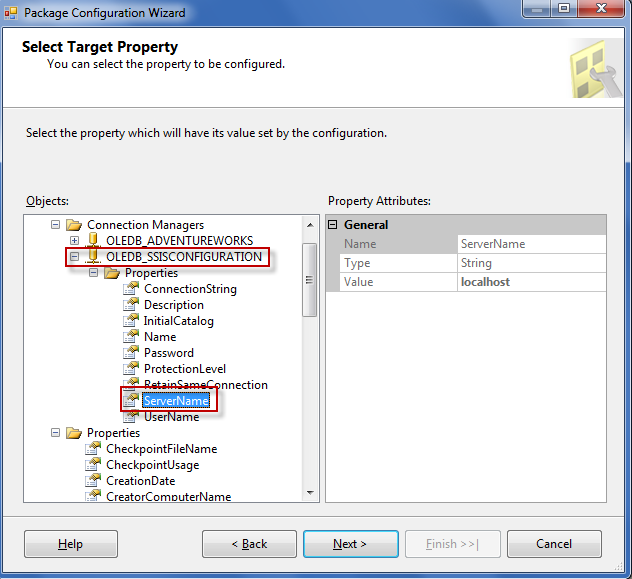 Package Configuration Wizard
Select Target Property
You can select the property to be configured.
Select the property which will have its value set by the configuration.
Objects:
Connection Managers
OLEDB_ADVENTUREWORKS
OLEDB_SSISCONFIGURATION
Properties
ConnectionString
Description
InitialCatalog
Name
Password
ProtectionLevel
RetainSameConnection
ServerName
UserName
Properties
CheckpointFileName
CheckpointUsage
CreationDate
CreatorComputerName
Property Attributes:
General
Name ServerName
Type String
Value localhost
Help
< Back
Next >
Finish >>|
Cancel